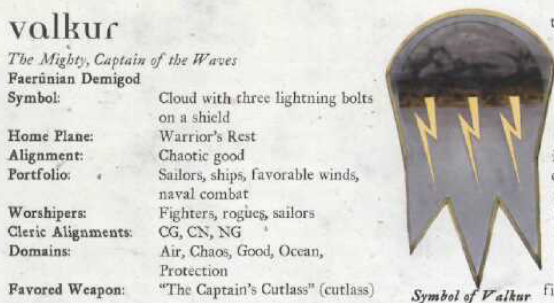 valkur
The Mighty, Captain of the Waves
Faerûnian Demigod
Symbol: Cloud with three lightning bolts
on a shield
Home Plane: Warrior's Rest
Alignment: Chaotic good
Portfolio: Sailors, ships, favorable winds,
naval combat
Worshipers: Fighters, rogues, sailors
Cleric Alignments: CG, CN, NG
Domains: Air, Chaos, Good, Ocean,
Protection
Favored Weapon: "The Captain's Cutlass" (cutlass)
Symbol of Valkur